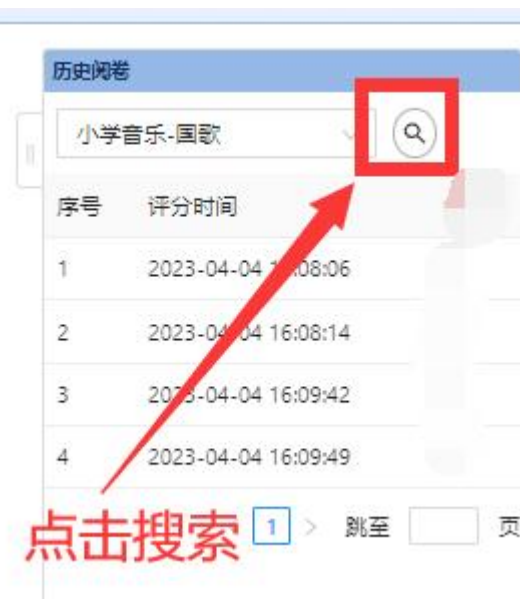 历史阅卷
小学音乐-国歌
序号 评分时间
1 2023-04-04 :08:06
2 2023-04-04 16:08:14
3 2023-04-04 16:09:42
4 2023-04-04 16:09:49
点击搜索 1 > 跳至 页